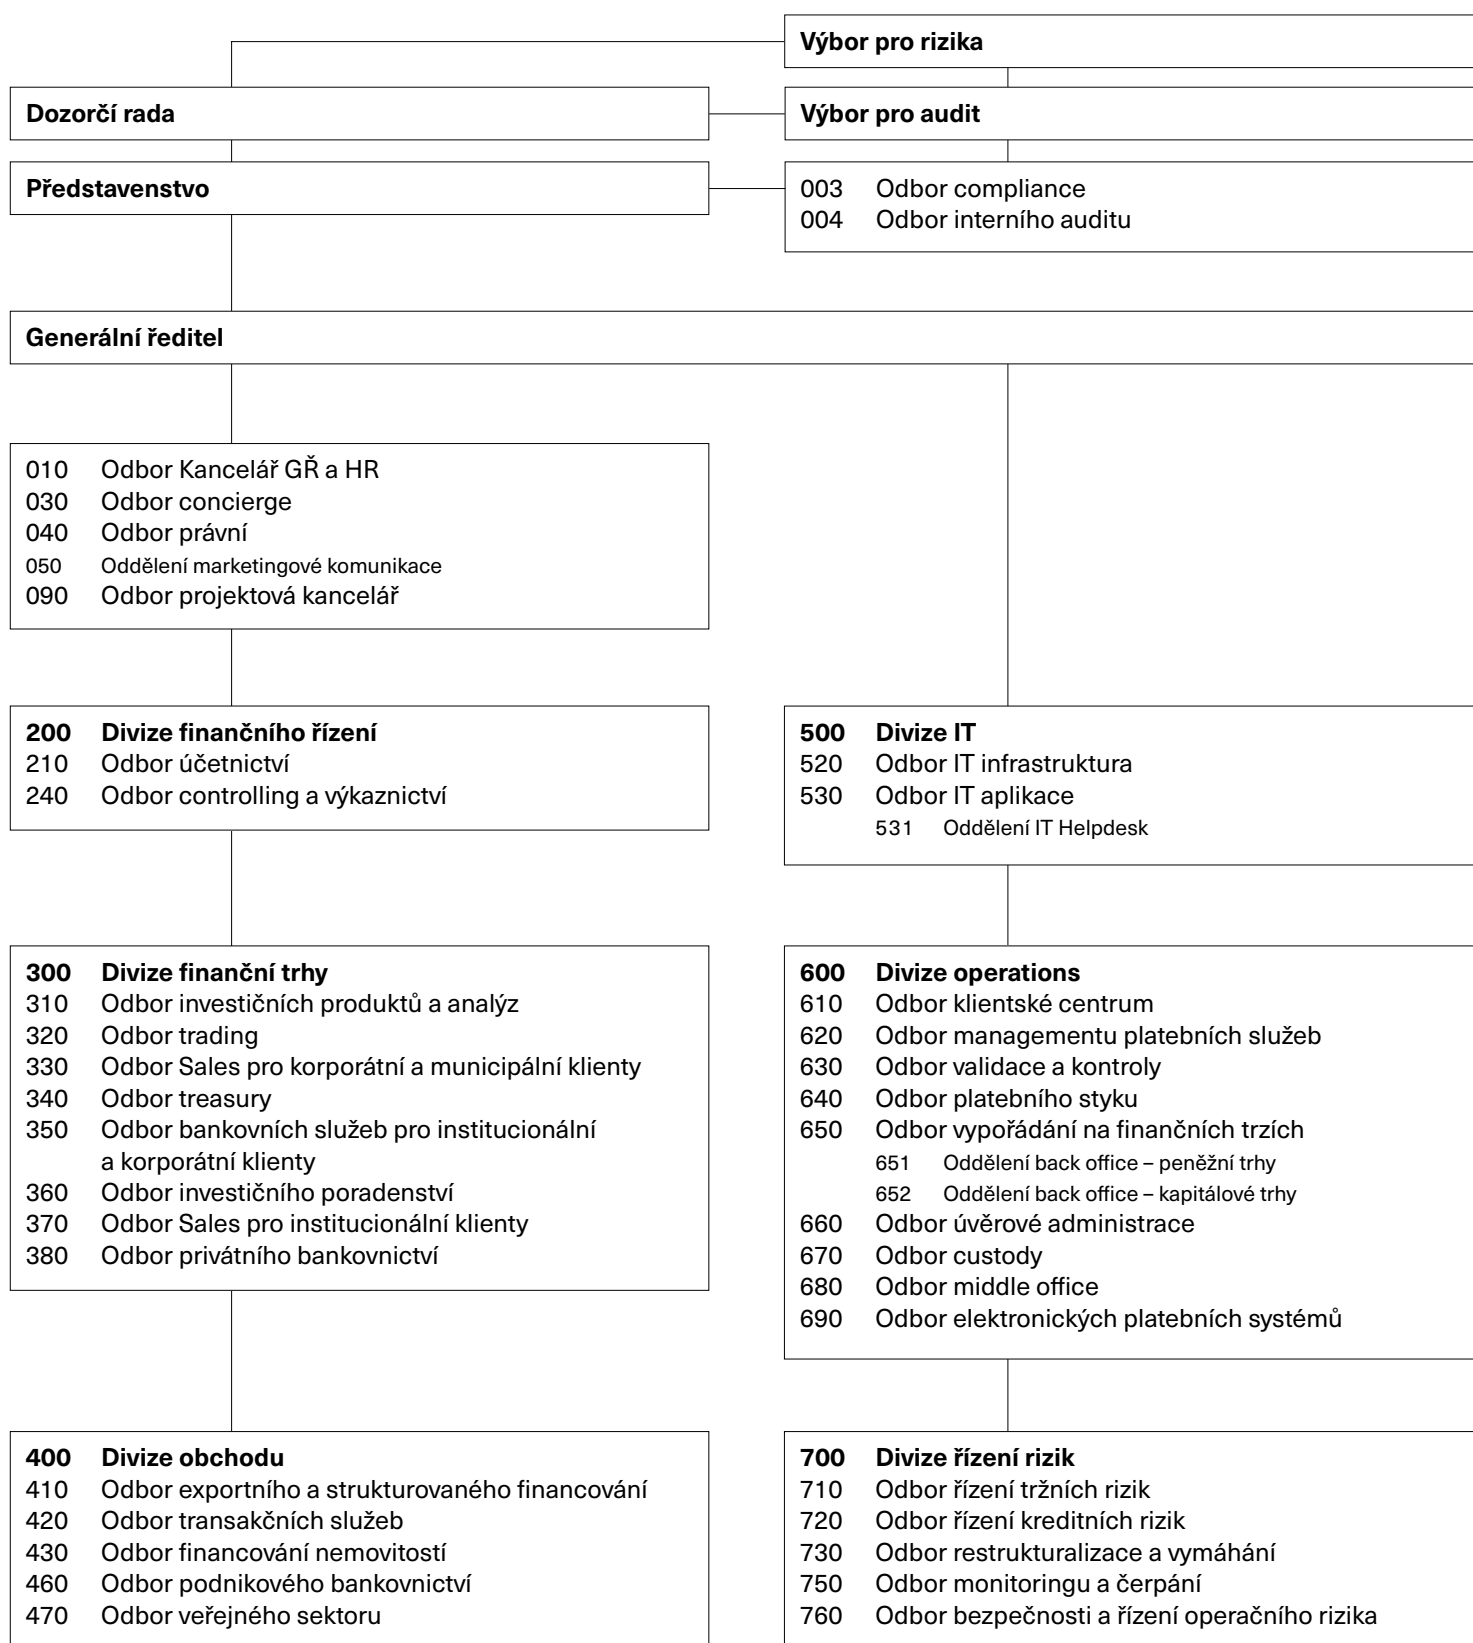 Výbor pro rizika
Dozorčí rada
Výbor pro audit
Představenstvo
003 Odbor compliance
004 Odbor interního auditu
Generální ředitel
010 Odbor Kancelář GŘ a HR
030 Odbor concierge
040 Odbor právní
050 Oddělení marketingové komunikace
090 Odbor projektová kancelář
200 Divize finančního řízení
210 Odbor účetnictví
240 Odbor controlling a výkaznictví
500 Divize IT
520 Odbor IT infrastruktura
530 Odbor IT aplikace
531 Oddělení IT Helpdesk
300 Divize finanční trhy
310 Odbor investičních produktů a analýz
320 Odbor trading
330 Odbor Sales pro korporátní a municipální klienty
340 Odbor treasury
350 Odbor bankovních služeb pro institucionální
a korporátní klienty
360 Odbor investičního poradenství
370 Odbor Sales pro institucionální klienty
380 Odbor privátního bankovnictví
600 Divize operations
610 Odbor klientské centrum
620 Odbor managementu platebních služeb
630 Odbor validace a kontroly
640 Odbor platebního styku
650 Odbor vypořádání na finančních trzích
651 Oddělení back office – peněžní trhy
652 Oddělení back office – kapitálové trhy
660 Odbor úvěrové administrace
670 Odbor custody
680 Odbor middle office
690 Odbor elektronických platebních systémů
400 Divize obchodu
410 Odbor exportního a strukturovaného financování
420 Odbor transakčních služeb
430 Odbor financování nemovitostí
460 Odbor podnikového bankovnictví
470 Odbor veřejného sektoru
700 Divize řízení rizik
710 Odbor řízení tržních rizik
720 Odbor řízení kreditních rizik
730 Odbor restrukturalizace a vymáhání
750 Odbor monitoringu a čerpání
760 Odbor bezpečnosti a řízení operačního rizika